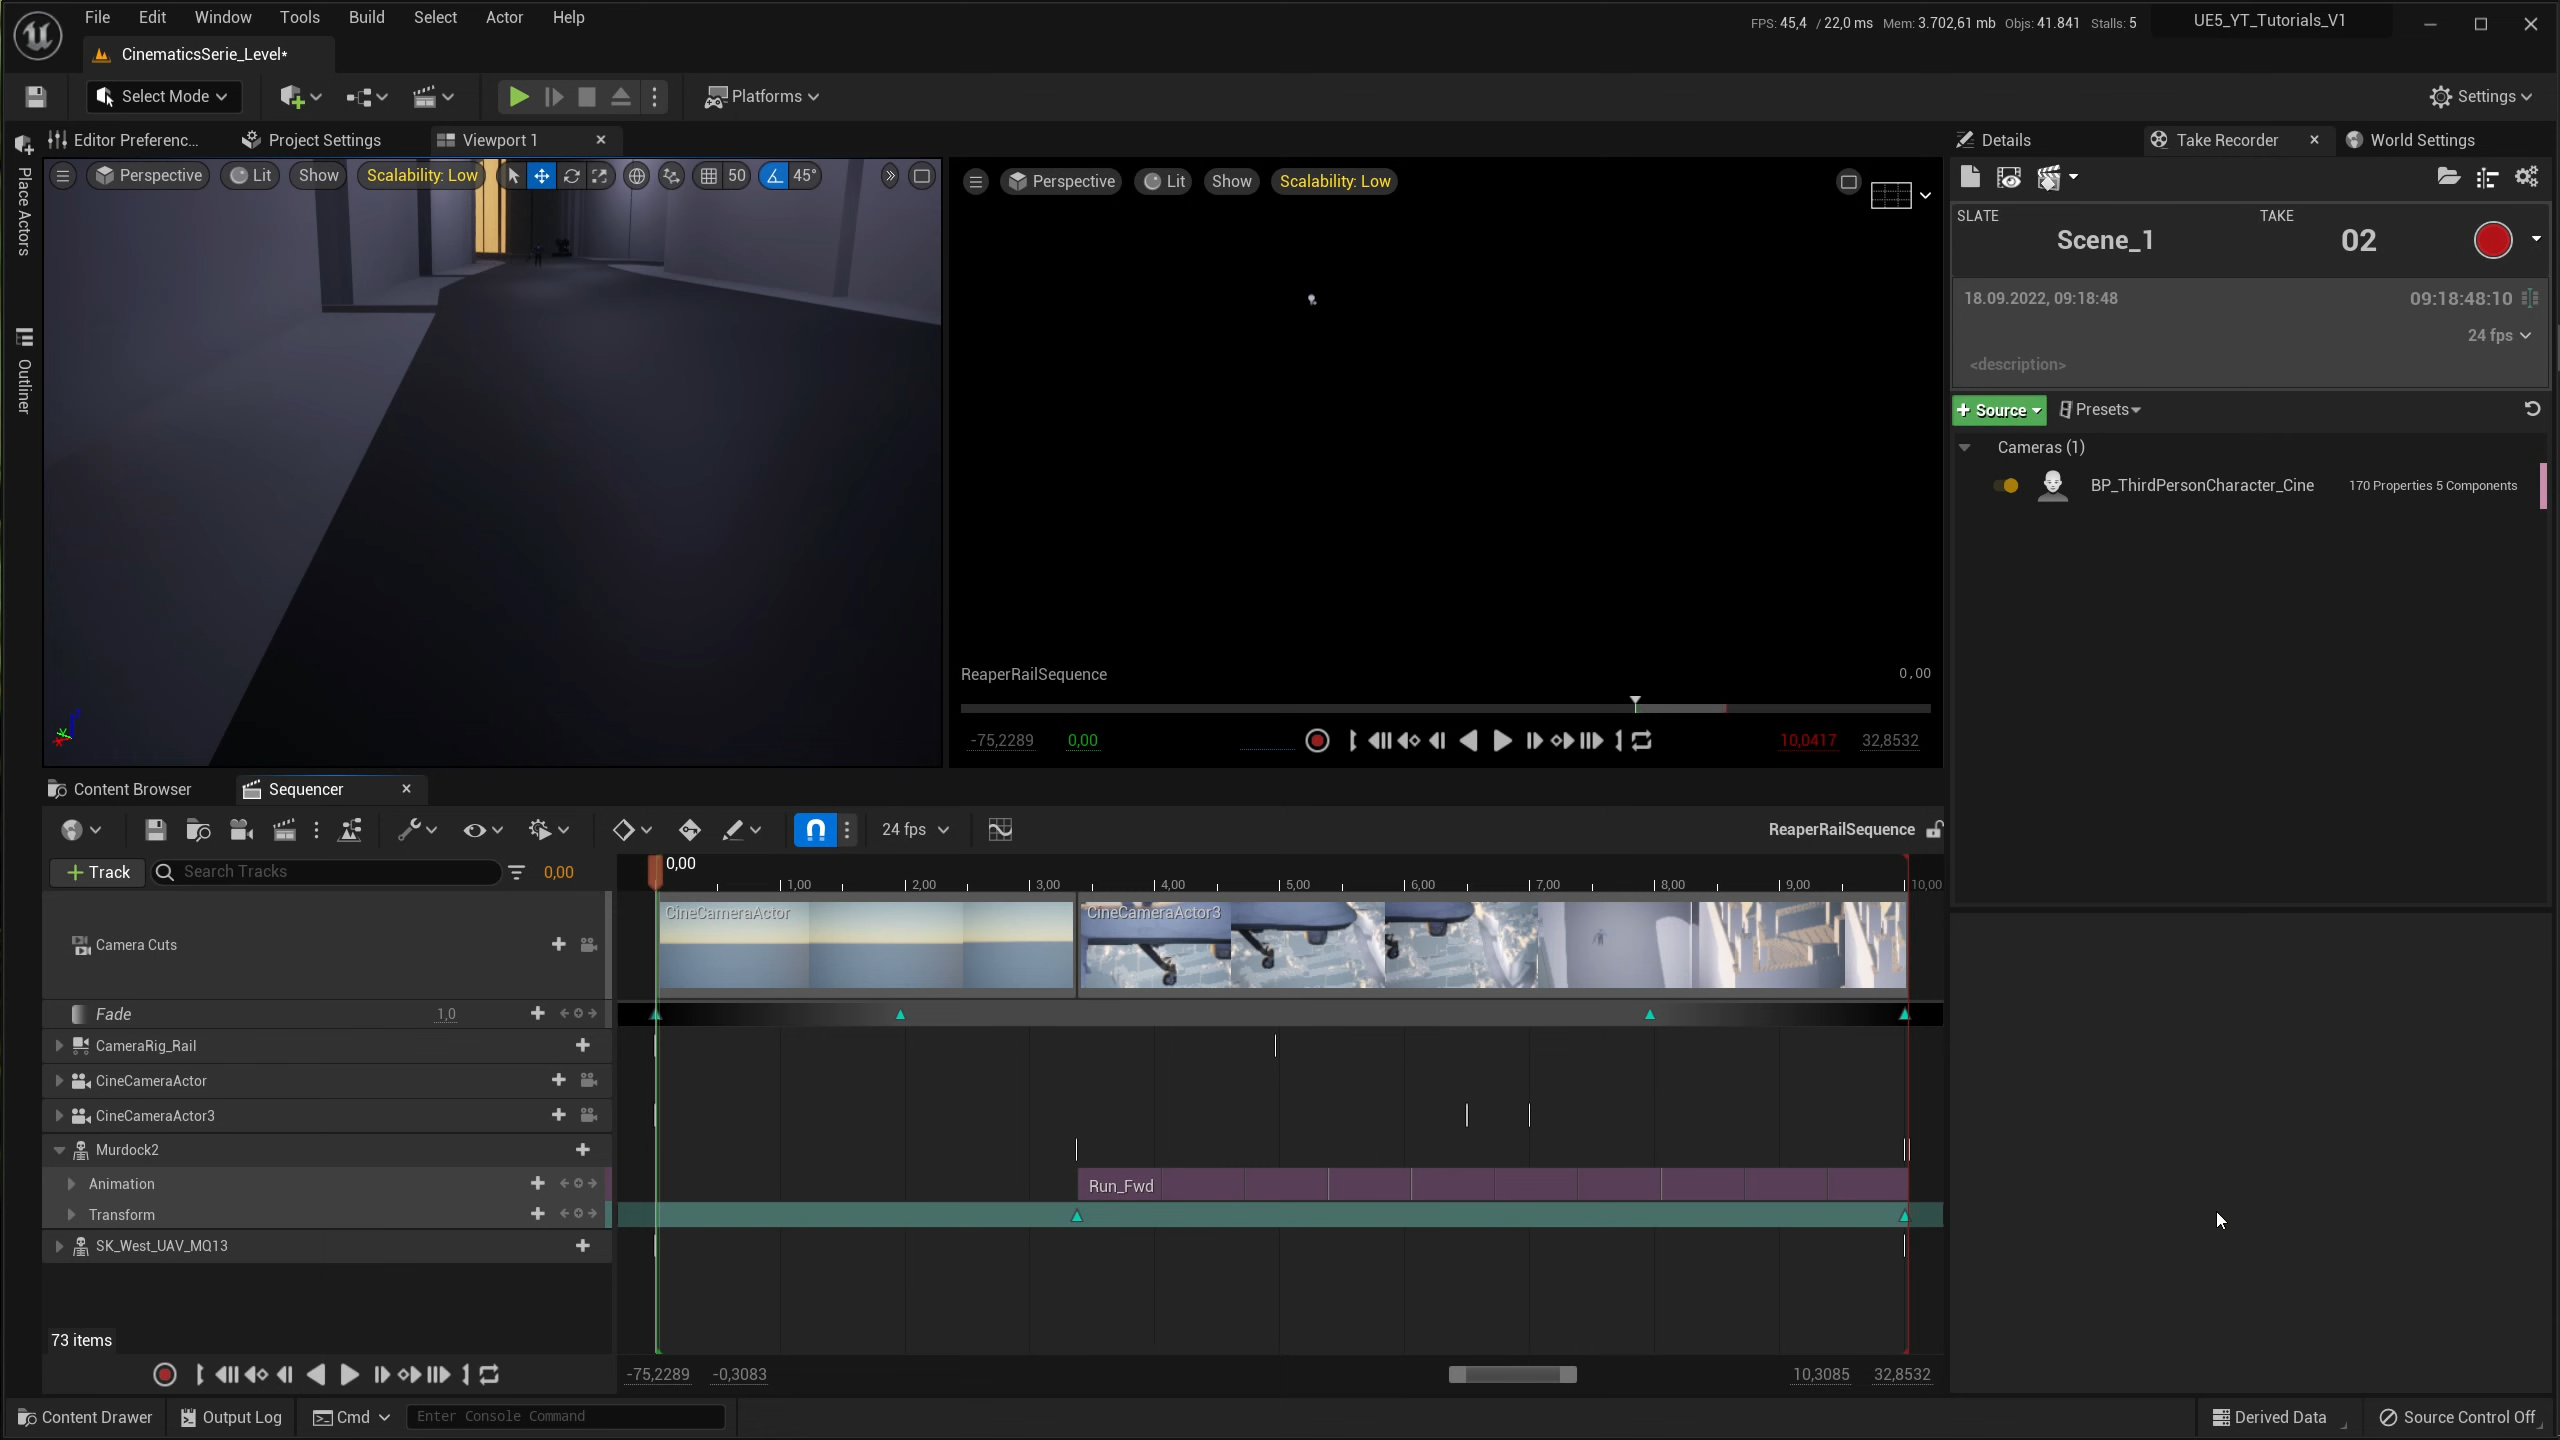 File Edit Window Tools Build Select Actor Help
FPS: 45,4 / 22,0 ms Mem: 3.702,61 mb Objs: 41.841 Stalls: 5 UE5_YT_Tutorials_V1
CinematicsSerie_Level*
Select Mode Platforms Settings
Editor Preferenc... Project Settings Viewport 1 Details Take Recorder World Settings
Place Actors
Outliner
Perspective Lit Show Scalability: Low 50 45°
Perspective Lit Show Scalability: Low
SLATE TAKE
Scene_1 02
18.09.2022, 09:18:48 09:18:48:10
24 fps
<description>
Source Presets
Cameras (1)
BP_ThirdPersonCharacter_Cine 170 Properties 5 Components
ReaperRailSequence 0,00
-75,2289 0,00 10,0417 32,8532
Content Browser Sequencer
24 fps ReaperRailSequence
Track Search Tracks 0,00 0,00
1,00 2,00 3,00 4,00 5,00 6,00 7,00 8,00 9,00 10,00
CineCameraActor CineCameraActor3
Camera Cuts
Fade 1,0
CameraRig_Rail
CineCameraActor
CineCameraActor3
Murdock2
Animation Run_Fwd
Transform
SK_West_UAV_MQ13
73 items
-75,2289 -0,3083 10,3085 32,8532
Content Drawer Output Log Cmd Enter Console Command Derived Data Source Control Off